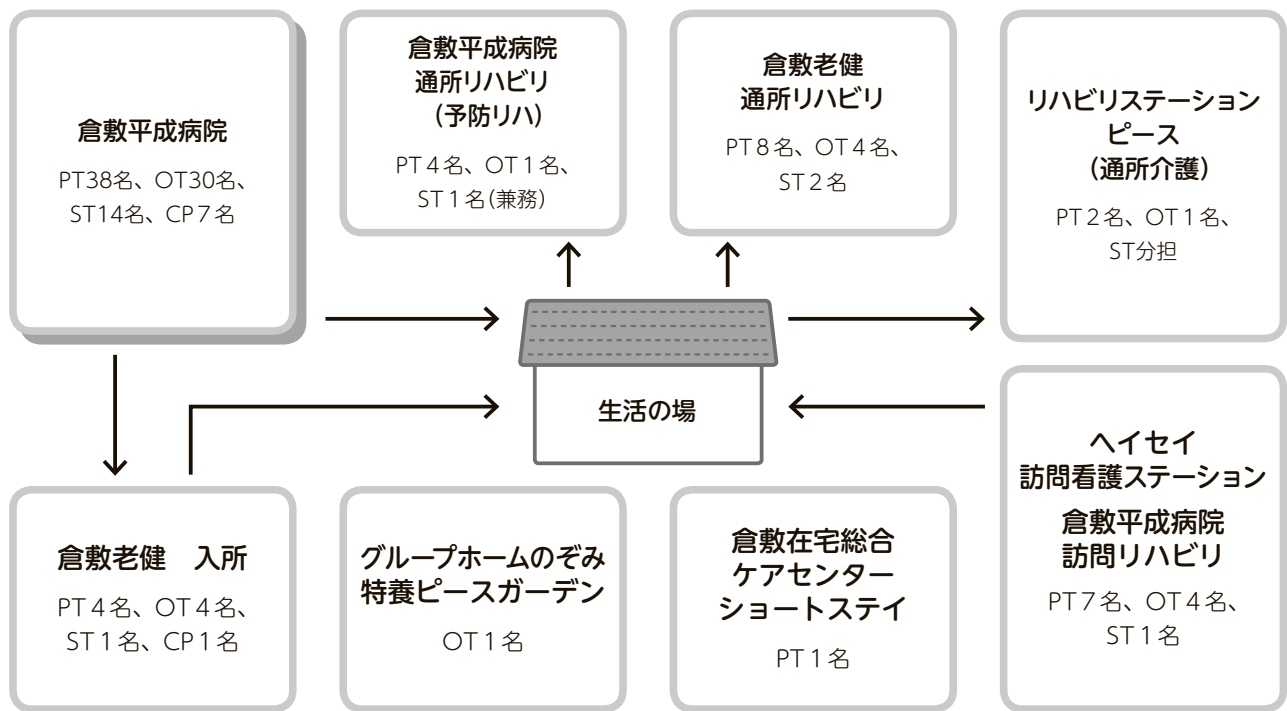 倉敷平成病院
PT38名、OT30名、
ST14名、CP7名
倉敷平成病院
通所リハビリ
(予防リハ)
PT4名、OT1名、
ST1名(兼務)
倉敷老健
通所リハビリ
PT8名、OT4名、
ST2名
リハビリステーション
ピース
(通所介護)
PT2名、OT1名、
ST分担
生活の場
倉敷老健　入所
PT4名、OT4名、
ST1名、CP1名
グループホームのぞみ
特養ピースガーデン
OT1名
倉敷在宅総合
ケアセンター
ショートステイ
PT1名
ヘイセイ
訪問看護ステーション
倉敷平成病院
訪問リハビリ
PT7名、OT4名、
ST1名